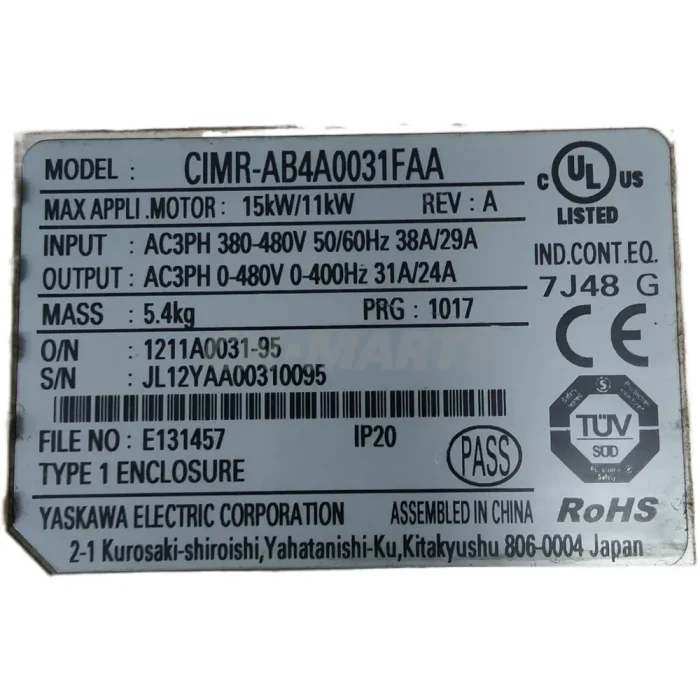 MODEL : CIMR-AB4A0031FAA
MAX APPLI .MOTOR : 15kW/11kW REV : A
INPUT : AC3PH 380-480V 50/60Hz 38A/29A
OUTPUT : AC3PH 0-480V 0-400Hz 31A/24A
MASS : 5.4kg PRG : 1017
O/N : 1211A0031-95
S/N : JL12YAA00310095
FILE NO : E131457 IP20
TYPE 1 ENCLOSURE
PASS
YASKAWA ELECTRIC CORPORATION ASSEMBLED IN CHINA
2-1 Kurosaki-shiroishi,Yahatanishi-Ku,Kitakyushu 806-0004 Japan
C UL US
LISTED
IND.CONT.EQ.
7J48 G
CE
TÜV
SÜD
RoHS